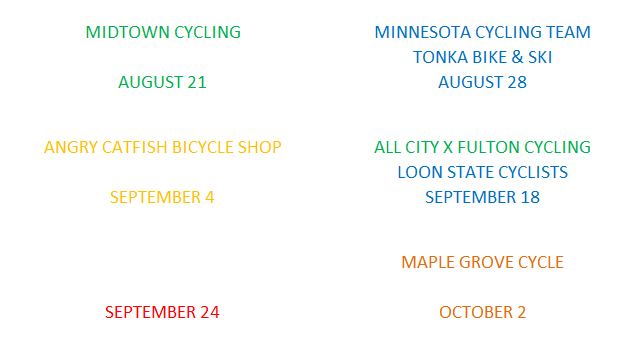 MIDTOWN CYCLING
AUGUST 21
MINNESOTA CYCLING TEAM
TONKA BIKE & SKI
AUGUST 28
ANGRY CATFISH BICYCLE SHOP
SEPTEMBER 4
ALL CITY X FULTON CYCLING
LOON STATE CYCLISTS
SEPTEMBER 18
SEPTEMBER 24
MAPLE GROVE CYCLE
OCTOBER 2